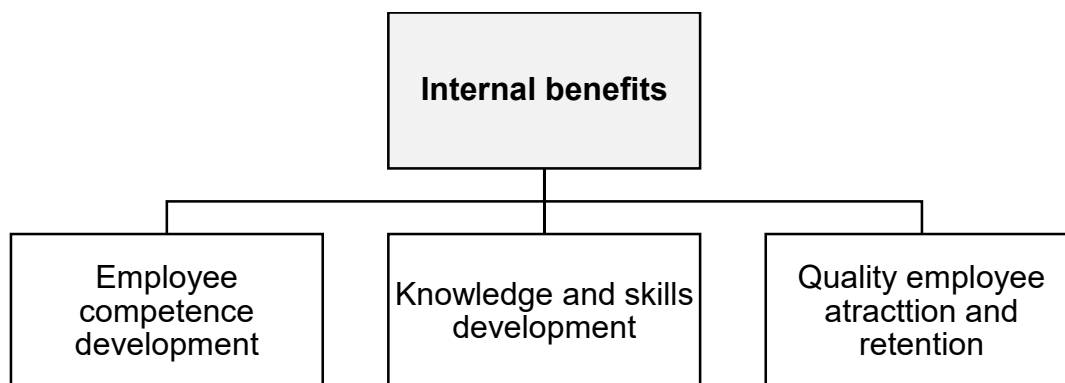 Internal benefits
Employee
competence
development
Knowledge and skills
development
Quality employee
atracttion and
retention